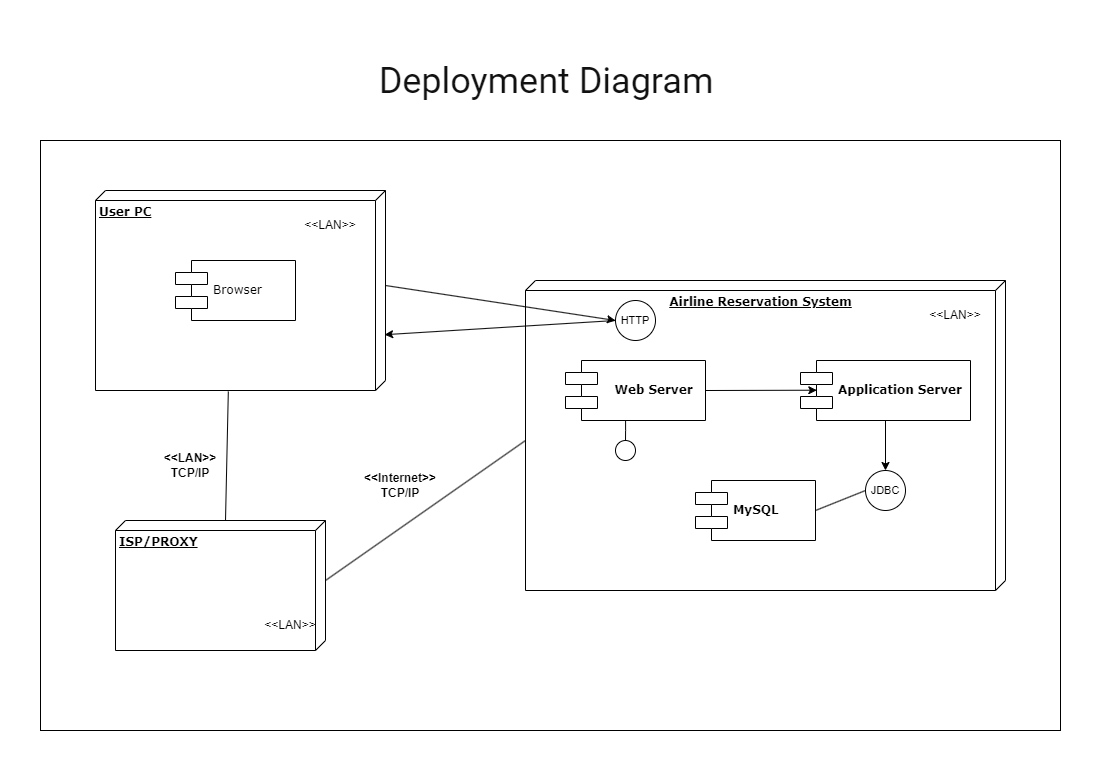 Deployment Diagram
User PC
<<LAN>>
Browser
HTTP
Airline Reservation System
<<LAN>>
Web Server
Application Server
<<LAN>>
TCP/IP
<<Internet>>
TCP/IP
MySQL
JDBC
ISP/PROXY
<<LAN>>